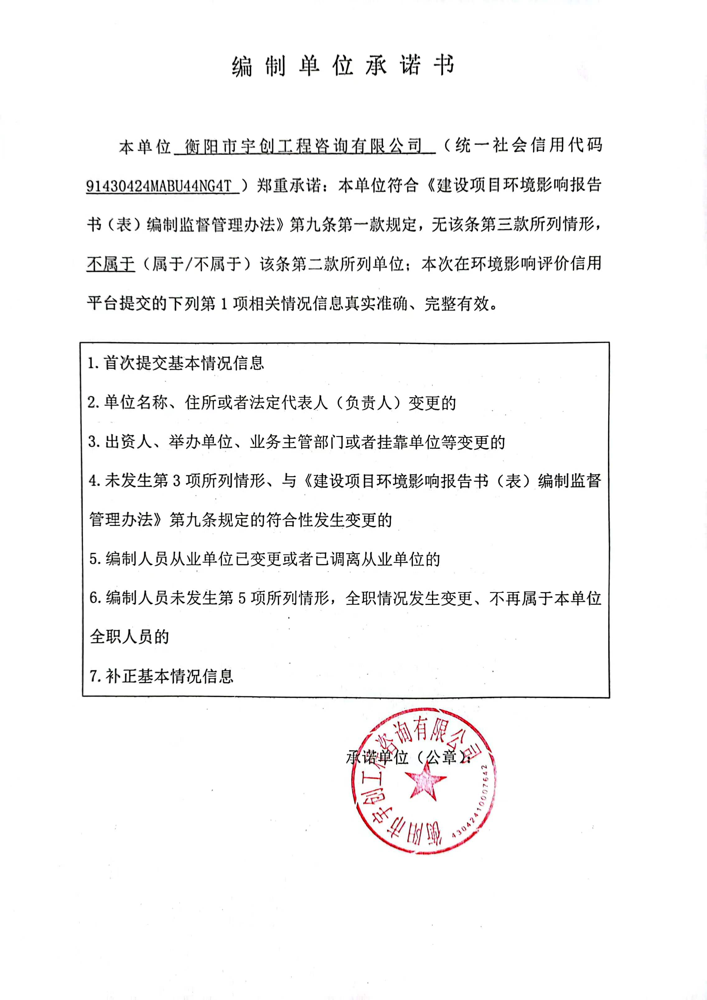 编制单位承诺书
本单位 衡阳市宇创工程咨询有限公司 （统一社会信用代码
91430424MABU44NG4T ）郑重承诺：本单位符合《建设项目环境影响报告
书（表）编制监督管理办法》第九条第一款规定，无该条第三款所列情形，
不属于（属于/不属于）该条第二款所列单位；本次在环境影响评价信用
平台提交的下列第 1 项相关情况信息真实准确、完整有效。
1. 首次提交基本情况信息
2. 单位名称、住所或者法定代表人（负责人）变更的
3. 出资人、举办单位、业务主管部门或者挂靠单位等变更的
4. 未发生第 3 项所列情形、与《建设项目环境影响报告书（表）编制监督
管理办法》第九条规定的符合性发生变更的
5. 编制人员从业单位已变更或者已调离从业单位的
6. 编制人员未发生第 5 项所列情形，全职情况发生变更、不再属于本单位
全职人员的
7. 补正基本情况信息
承诺单位（公章）：
衡阳市宇创工程咨询有限公司
43042410007642